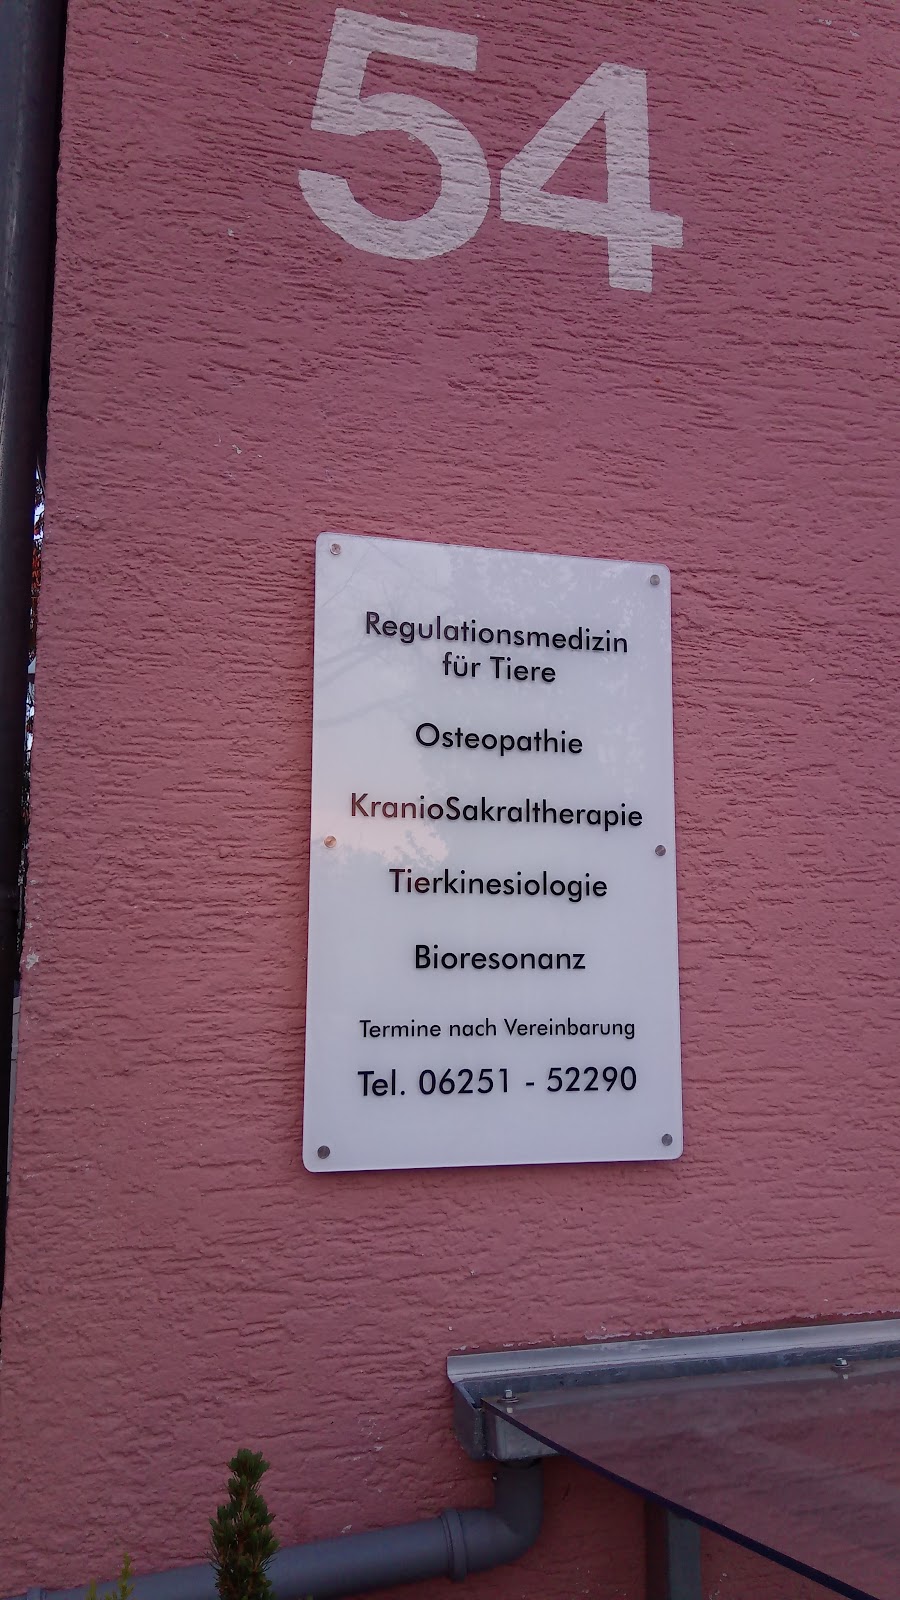 54
Regulationsmedizin
für Tiere
Osteopathie
KranioSakraltherapie
Tierkinesiologie
Bioresonanz
Termine nach Vereinbarung
Tel. 06251 - 52290